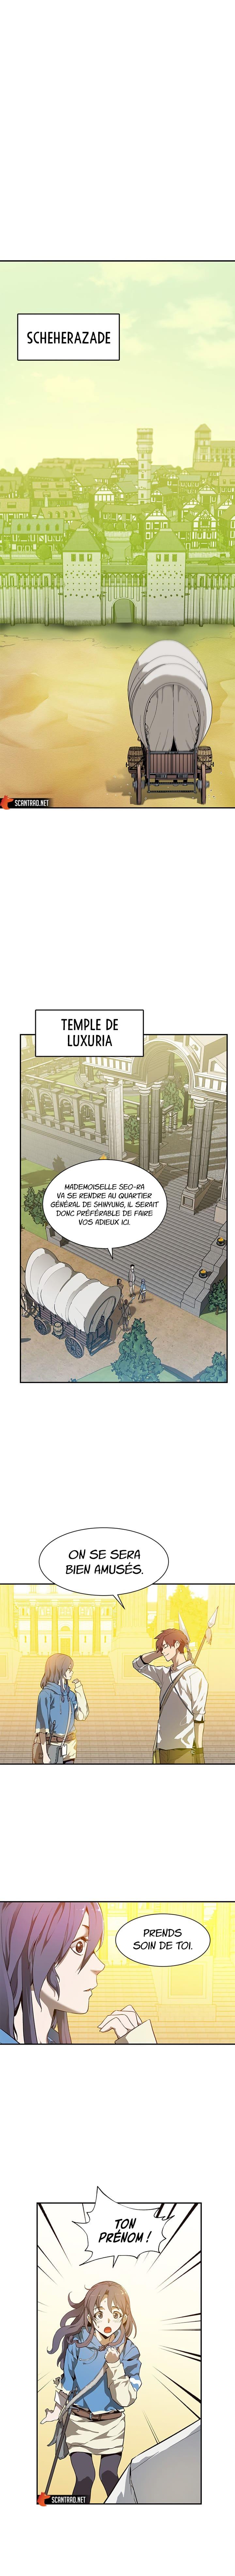 SCHEHERAZADE
SCANTRAD.NET
TEMPLE DE
LUXURIA
MADEMOISELLE SEO-RA
VA SE RENDRE AU QUARTIER
GÉNÉRAL DE SHINYUNG, IL SERAIT
DONC PRÉFÉRABLE DE FAIRE
VOS ADIEUX ICI.
ON SE SERA
BIEN AMUSÉS.
PRENDS
SOIN DE TOI.
TON
PRÉNOM !
SCANTRAD.NET